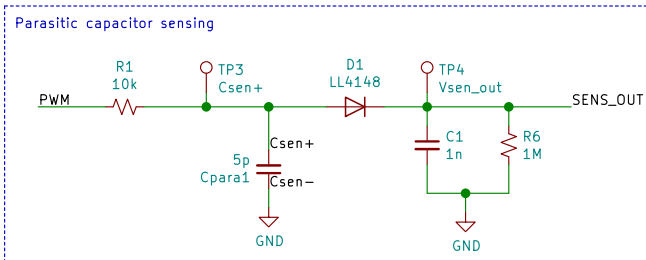 Parasitic capacitor sensing
R1
10k
PWM
TP3
Csen+
D1
LL4148
TP4
Vsen_out
SENS_OUT
Csen+
5p
Cpara1
Csen-
GND
C1
1n
R6
1M
GND